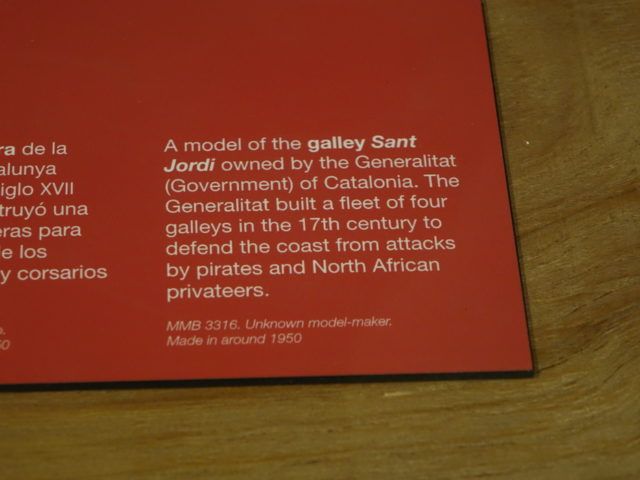 ra de la
alunya
siglo XVII
truyó una
eras para
de los
y corsarios
A model of the galley Sant
Jordi owned by the Generalitat
(Government) of Catalonia. The
Generalitat built a fleet of four
galleys in the 17th century to
defend the coast from attacks
by pirates and North African
privateers.
MMB 3316. Unknown model-maker.
Made in around 1950